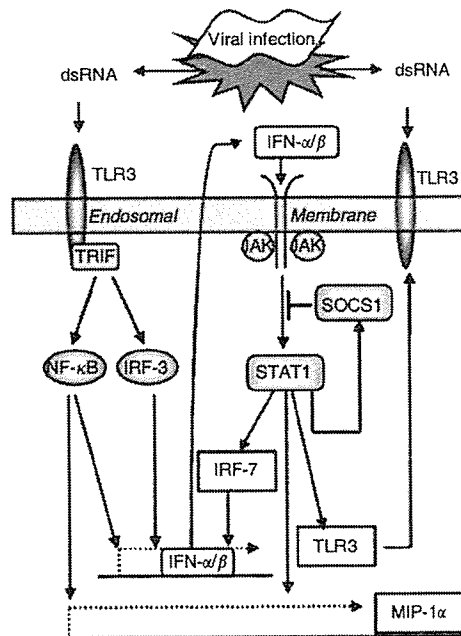 Viral infection
dsRNA
dsRNA
IFN-α/β
TLR3
TLR3
Endosomal
Membrane
TRIF
JAK
JAK
SOCS1
NF-κB
IRF-3
STAT1
IRF-7
IFN-α/β
TLR3
MIP-1α